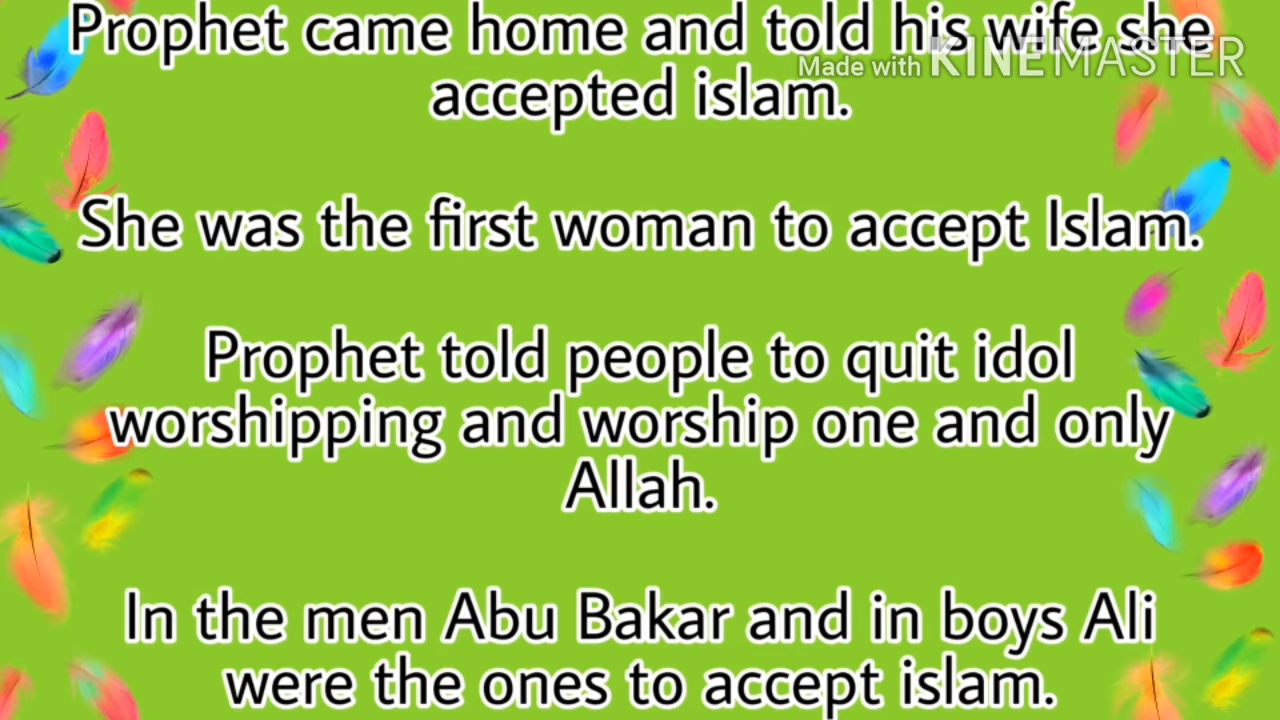 Prophet came home and told his wife she
Made with KINEMASTER
accepted islam.
She was the first woman to accept Islam.
Prophet told people to quit idol
worshipping and worship one and only
Allah.
In the men Abu Bakar and in boys Ali
were the ones to accept islam.